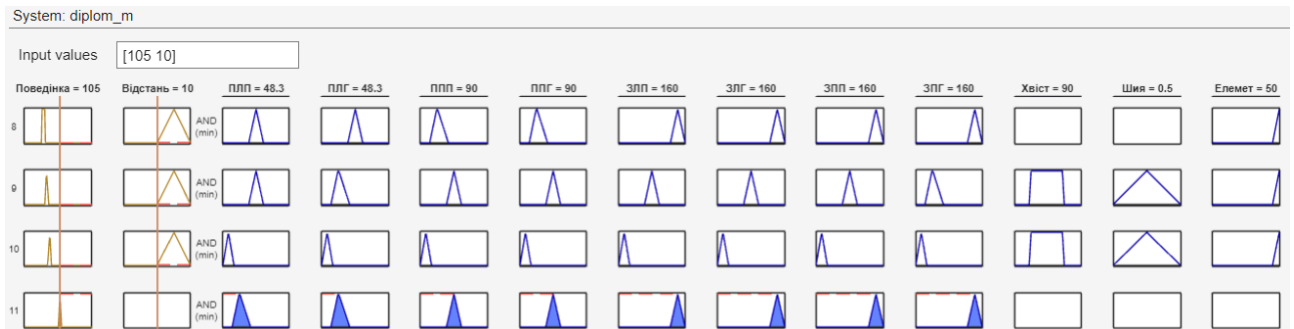 System: diplom_m
Input values [105 10]
Поведінка = 105 Відстань = 10 ПЛП = 48.3 ПЛГ = 48.3 ППП = 90 ППГ = 90 ЗЛП = 160 ЗЛГ = 160 ЗПП = 160 ЗПГ = 160 Хвіст = 90 Шия = 0.5 Елемет = 50
8 AND
(min)
9 AND
(min)
10 AND
(min)
11 AND
(min)